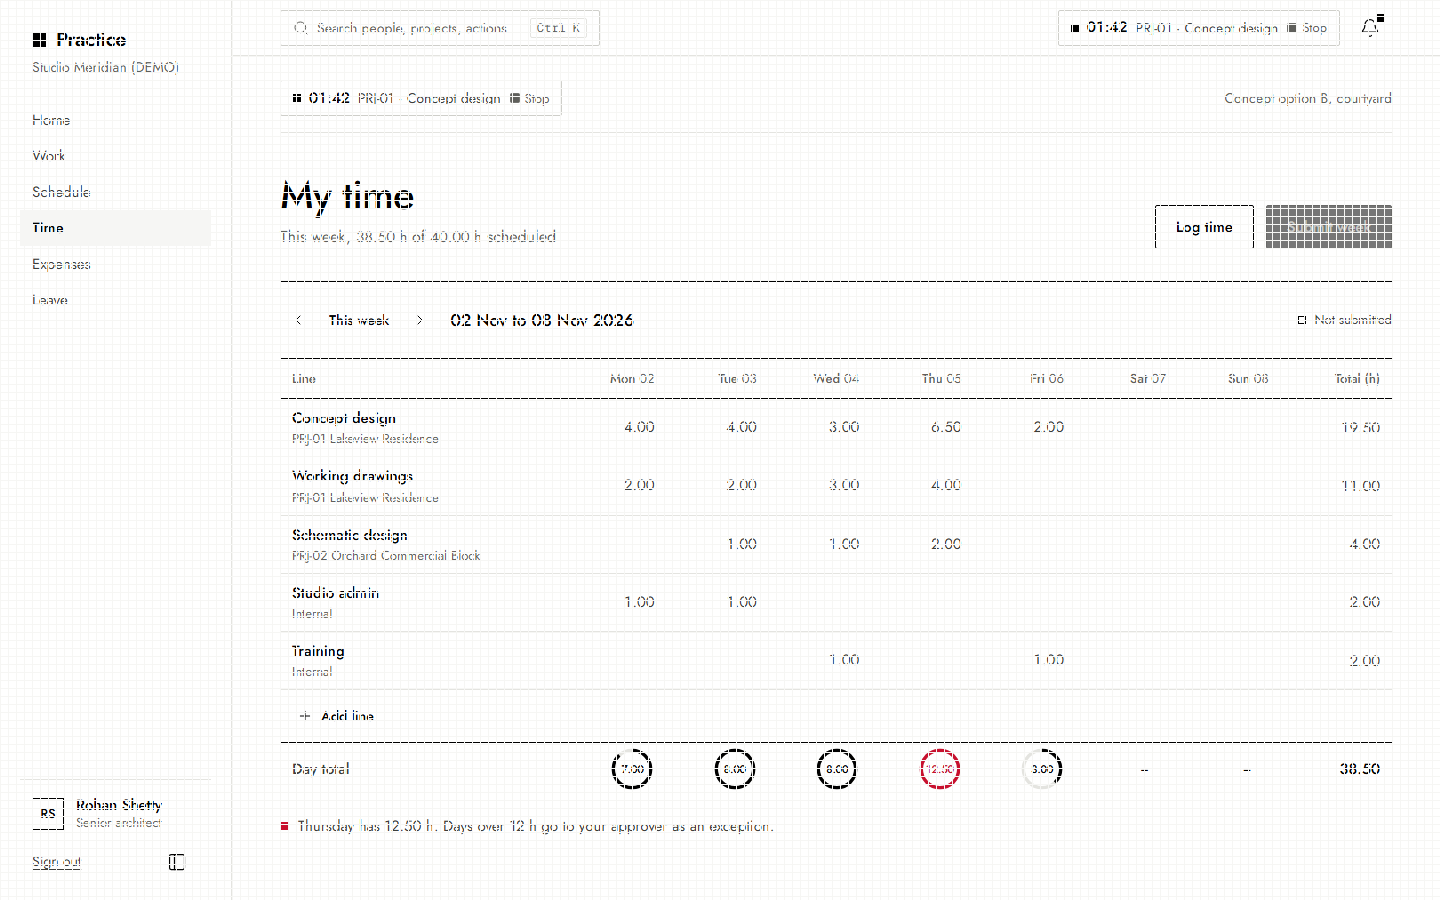 Practice
Studio Meridian (DEMO)
Home
Work
Schedule
Time
Expenses
Leave
Rohan Shetty
RS
Senior architect
Sign out
Search people, projects, actions Ctrl K
01:42 PRJ-01 · Concept design Stop
01:42 PRJ-01 · Concept design Stop
Concept option B, courtyard
My time
This week, 38.50 h of 40.00 h scheduled
Log time
Submit week
This week
02 Nov to 08 Nov 2026
Not submitted
Line Mon 02 Tue 03 Wed 04 Thu 05 Fri 06 Sat 07 Sun 08 Total (h)
Concept design
PRJ-01 Lakeview Residence
4.00 4.00 3.00 6.50 2.00 19.50
Working drawings
PRJ-01 Lakeview Residence
2.00 2.00 3.00 4.00 11.00
Schematic design
PRJ-02 Orchard Commercial Block
1.00 1.00 2.00 4.00
Studio admin
Internal
1.00 1.00 2.00
Training
Internal
1.00 1.00 2.00
+ Add line
Day total 7.00 8.00 8.00 12.50 3.00 -- -- 38.50
Thursday has 12.50 h. Days over 12 h go to your approver as an exception.